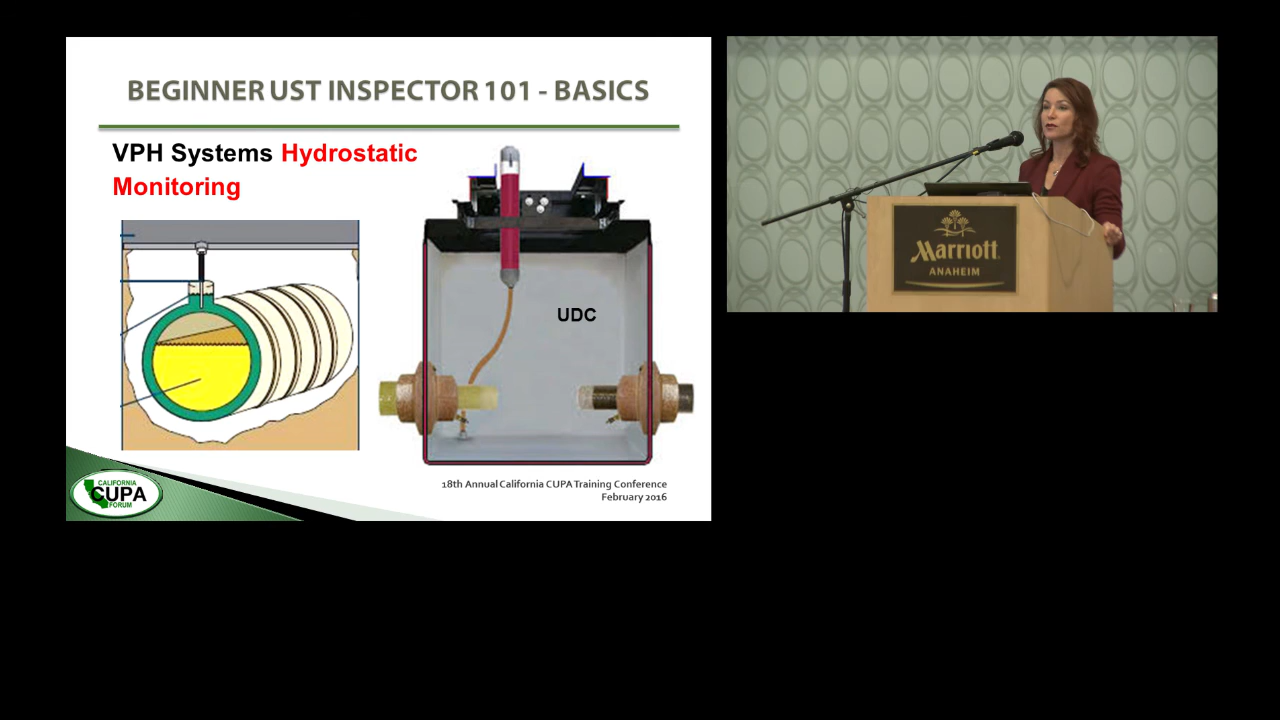 BEGINNER UST INSPECTOR 101 - BASICS
VPH Systems Hydrostatic
Monitoring
UDC
18th Annual California CUPA Training Conference
February 2016
CALIFORNIA
CUPA
FORUM
Marriott
ANAHEIM